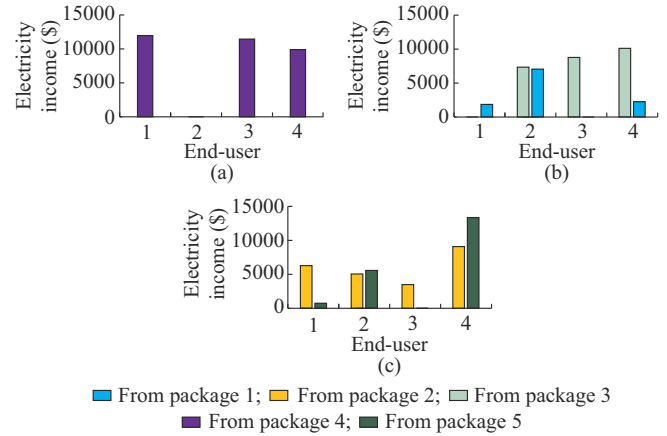 Electricity
income ($)
15000
10000
5000
0
1 2 3 4
End-user
(a)
Electricity
income ($)
15000
10000
5000
0
1 2 3 4
End-user
(b)
Electricity
income ($)
15000
10000
5000
0
1 2 3 4
End-user
(c)
From package 1; From package 2; From package 3
From package 4; From package 5